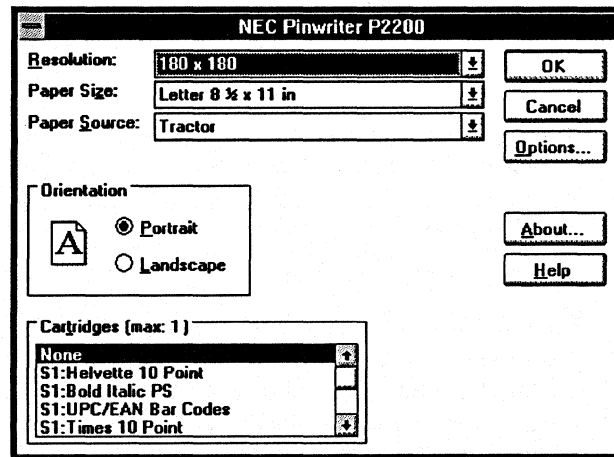 NEC Pinwriter P2200
Resolution: 180 x 180 OK
Paper Size: Letter 8 ½ x 11 in Cancel
Paper Source: Tractor Options...
Orientation
A Portrait About...
Landscape Help
Cartridges (max: 1)
None
S1:Helvette 10 Point
S1:Bold Italic PS
S1:UPC/EAN Bar Codes
S1:Times 10 Point